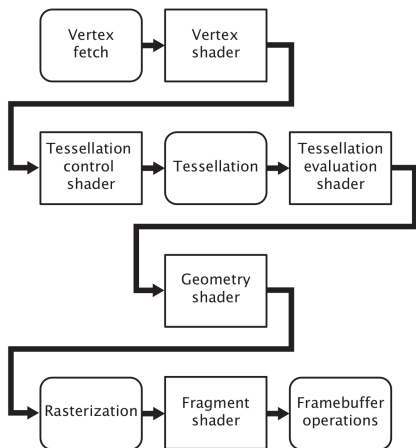 Vertex
fetch
Vertex
shader
Tessellation
control
shader
Tessellation
Tessellation
evaluation
shader
Geometry
shader
Rasterization
Fragment
shader
Framebuffer
operations